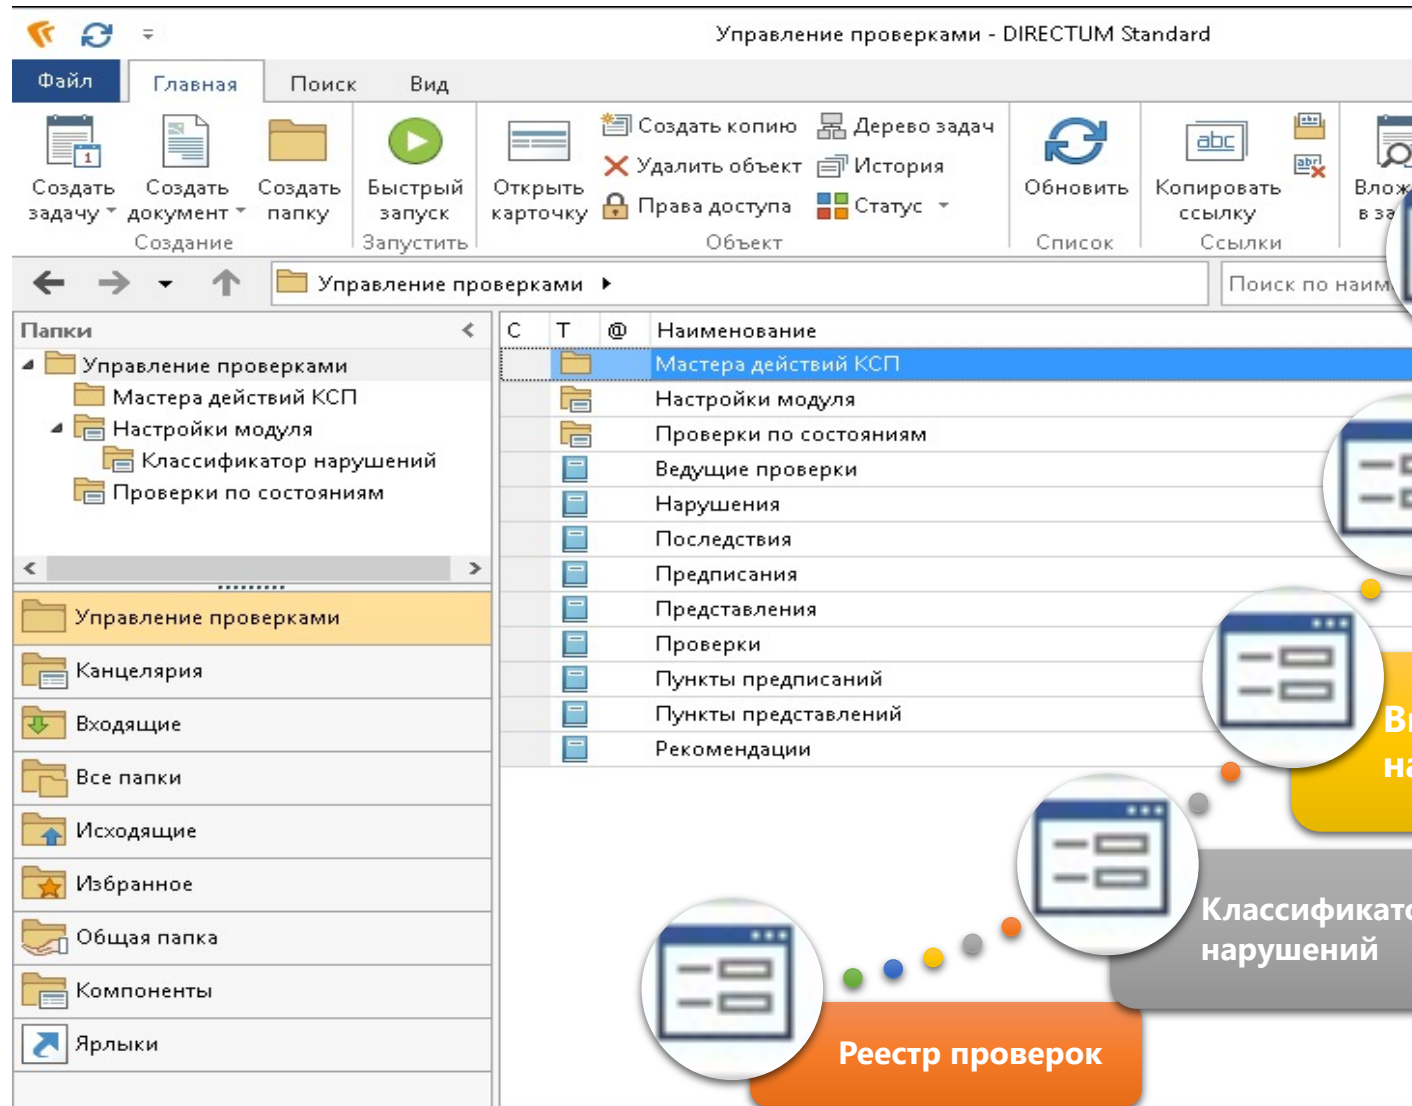 Управление проверками - DIRECTUM Standard
Файл Главная Поиск Вид
Создать задачу
Создать документ
Создать папку
Создание
Быстрый запуск
Запустить
Открыть карточку
Создать копию
Удалить объект
Права доступа
Дерево задач
История
Статус
Объект
Обновить
Список
abc
Копировать ссылку
Ссылки
Управление проверками
Поиск по
Папки
Управление проверками
Мастера действий КСП
Настройки модуля
Классификатор нарушений
Проверки по состояниям
С Т @ Наименование
Мастера действий КСП
Настройки модуля
Проверки по состояниям
Ведущие проверки
Нарушения
Последствия
Предписания
Представления
Проверки
Пункты предписаний
Пункты представлений
Рекомендации
Управление проверками
Канцелярия
Входящие
Все папки
Исходящие
Избранное
Общая папка
Компоненты
Ярлыки
нарушений
Реестр проверок